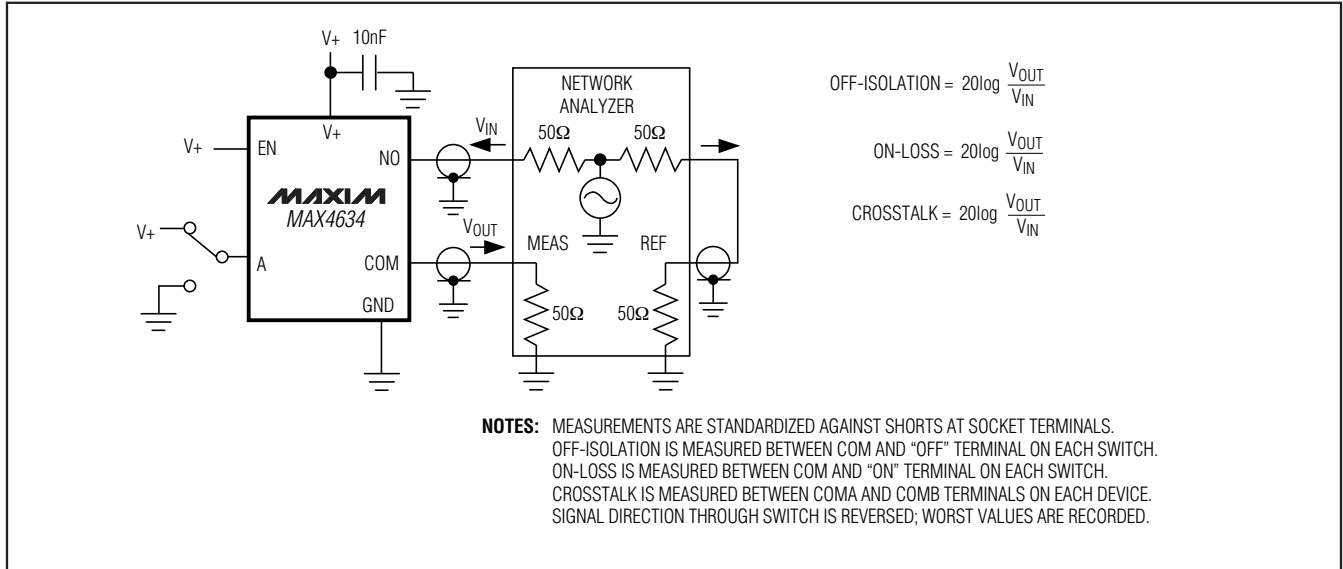 V+ 10nF
V+
V+
EN
NO
MAXIM
MAX4634
V+
A
COM
GND
VIN
VOUT
NETWORK
ANALYZER
50Ω 50Ω
MEAS REF
50Ω 50Ω
OFF-ISOLATION = 20log VOUT
VIN
ON-LOSS = 20log VOUT
VIN
CROSSTALK = 20log VOUT
VIN
NOTES: MEASUREMENTS ARE STANDARDIZED AGAINST SHORTS AT SOCKET TERMINALS.
OFF-ISOLATION IS MEASURED BETWEEN COM AND “OFF” TERMINAL ON EACH SWITCH.
ON-LOSS IS MEASURED BETWEEN COM AND “ON” TERMINAL ON EACH SWITCH.
CROSSTALK IS MEASURED BETWEEN COMA AND COMB TERMINALS ON EACH DEVICE.
SIGNAL DIRECTION THROUGH SWITCH IS REVERSED; WORST VALUES ARE RECORDED.